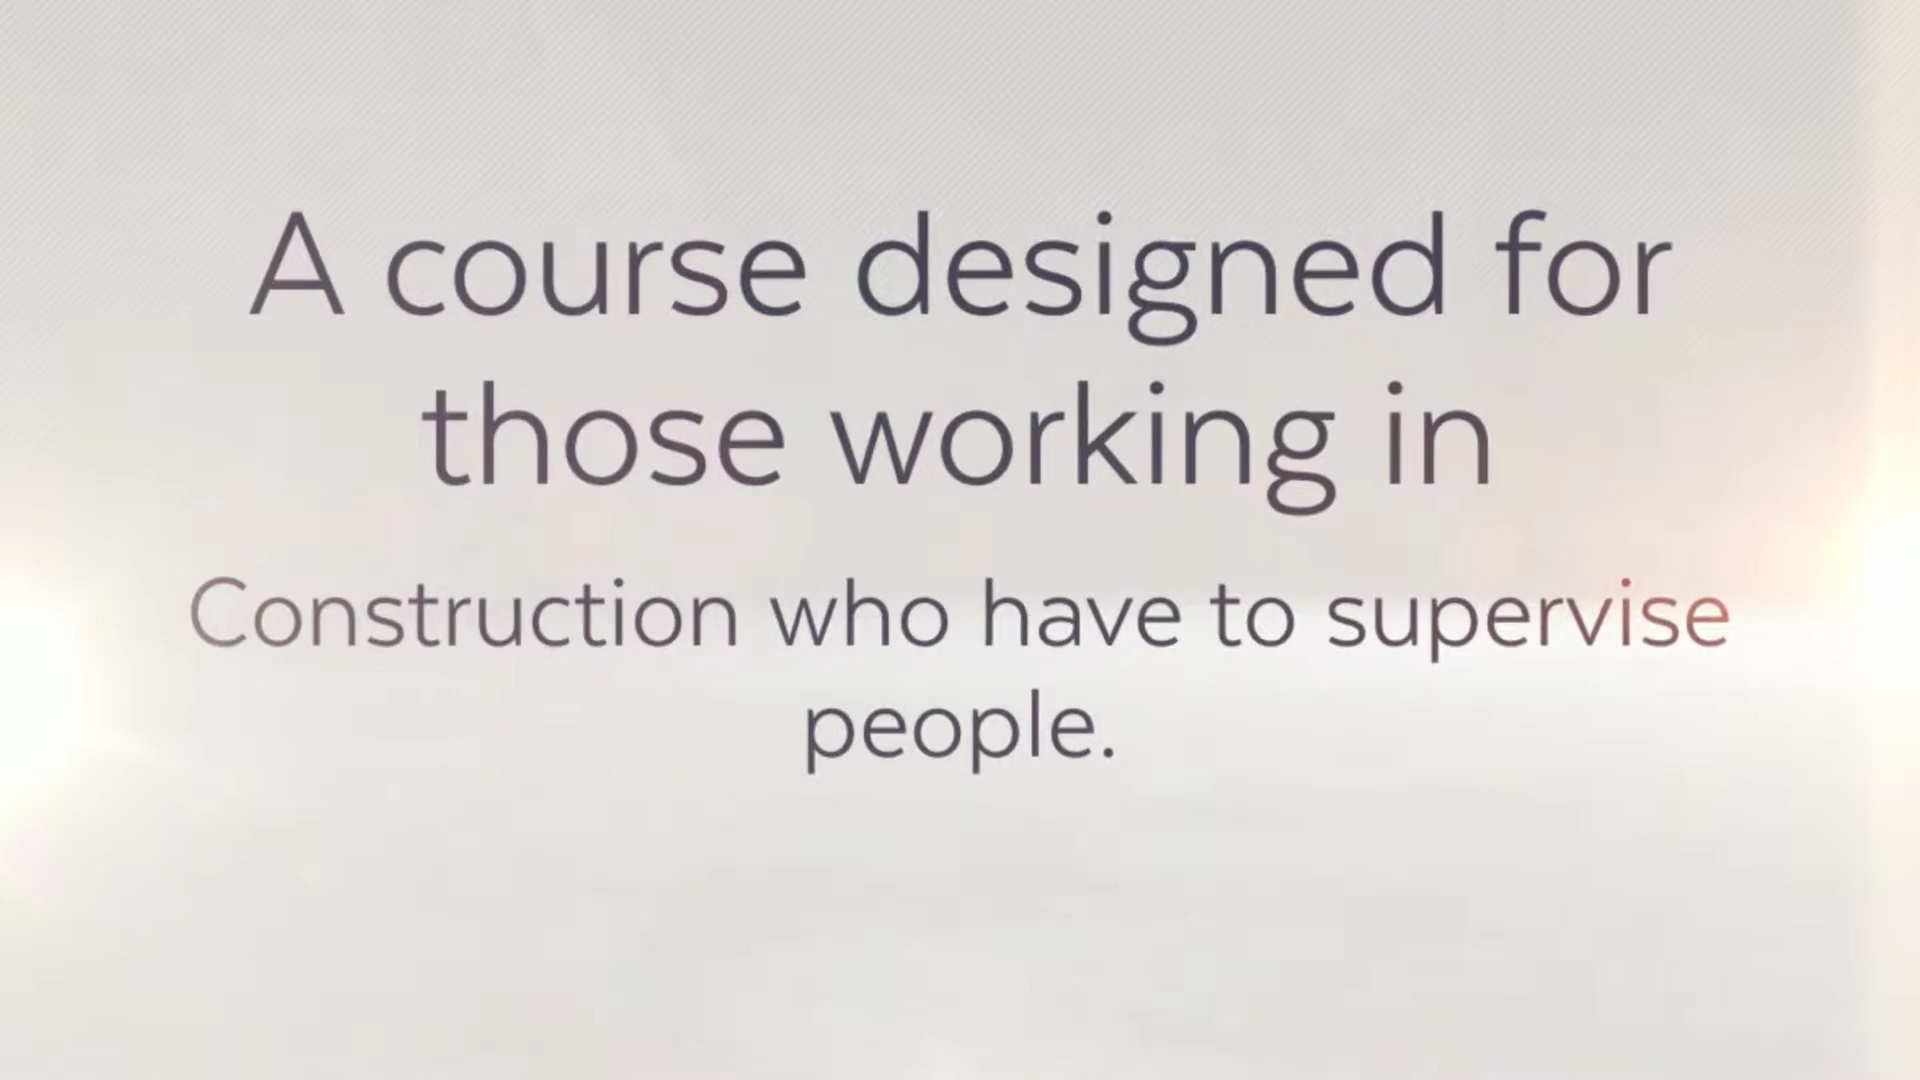 A course designed for
those working in
Construction who have to supervise
people.